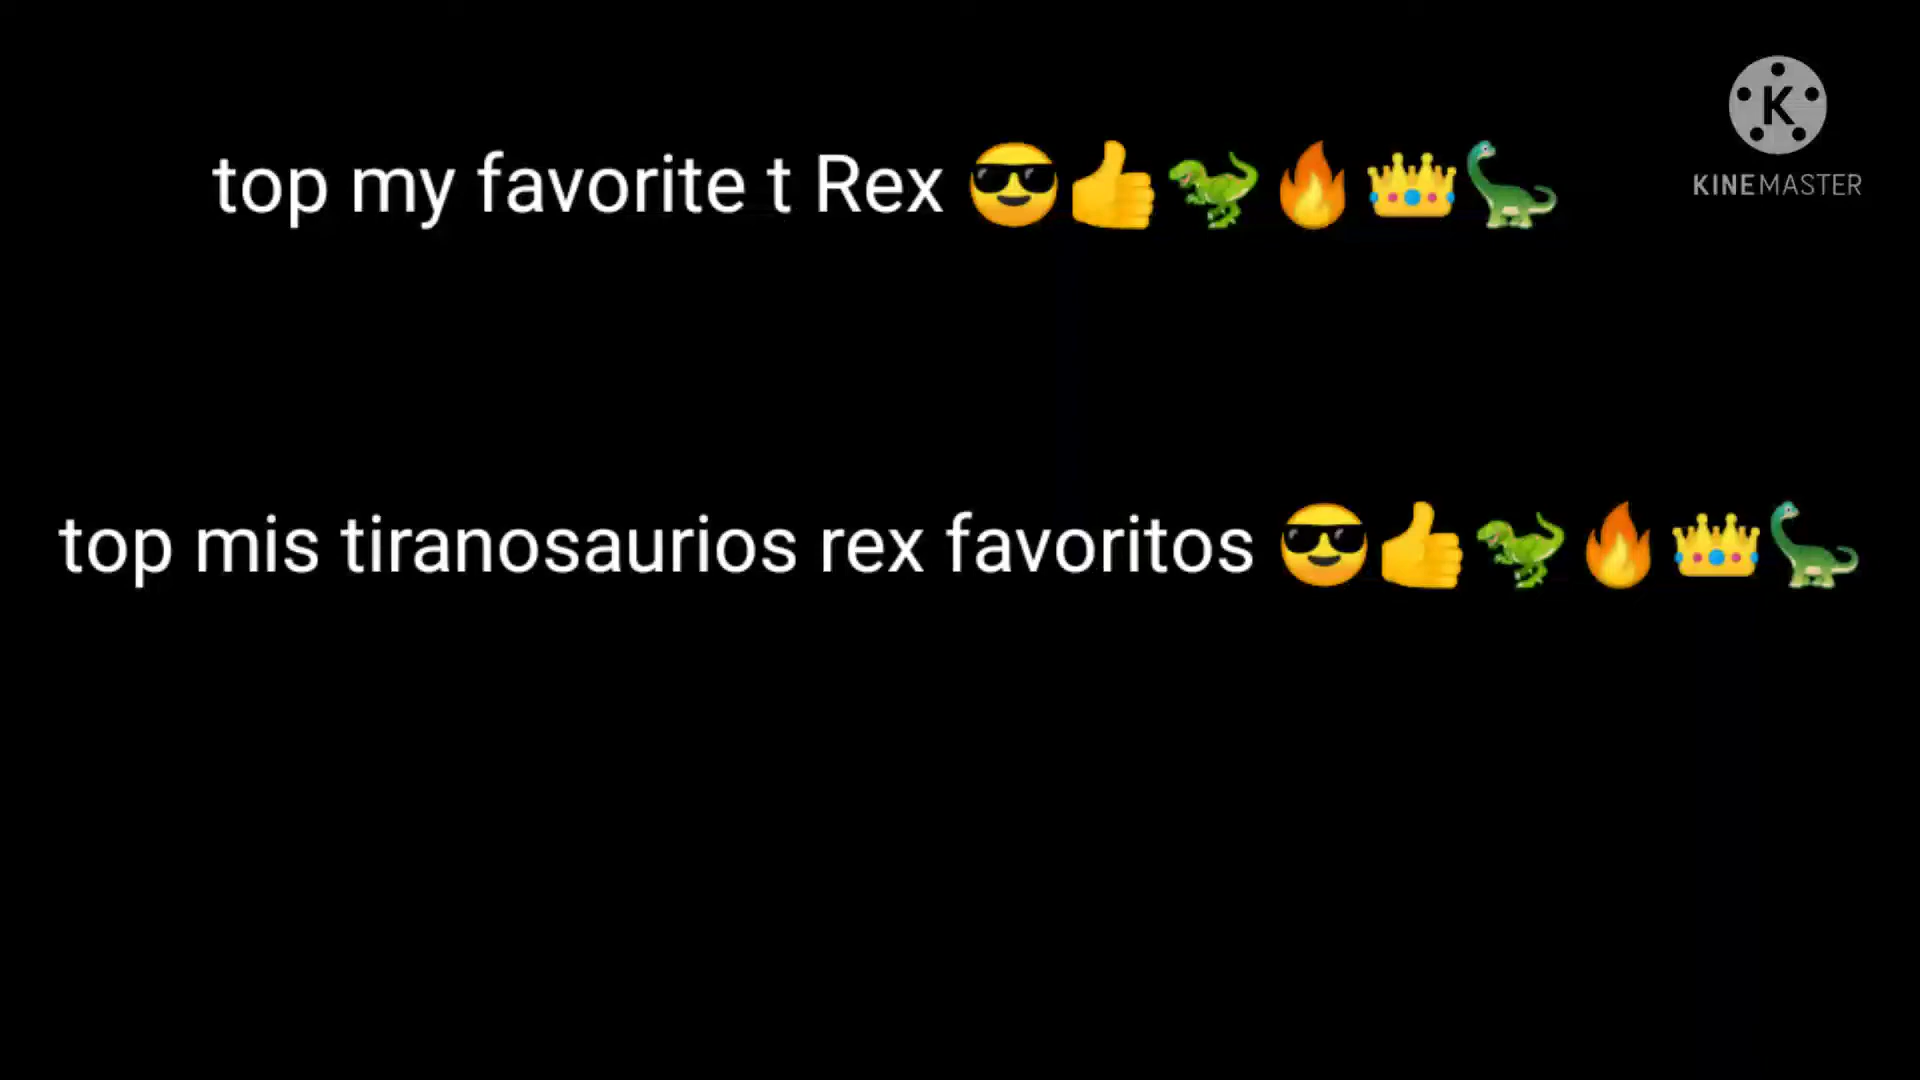 top my favorite t Rex 😎👍🦖🔥👑🦕
K
KINEMASTER
top mis tiranosaurios rex favoritos 😎👍🦖🔥👑🦕